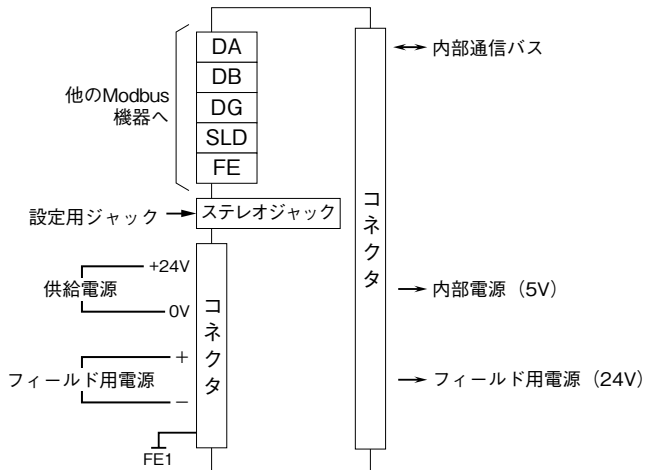 DA
DB
DG
SLD
FE
他のModbus
機器へ
設定用ジャック
ステレオジャック
+24V
供給電源
0V
+
フィールド用電源
−
FE1
コネクタ
コネクタ
内部通信バス
内部電源（5V）
フィールド用電源（24V）